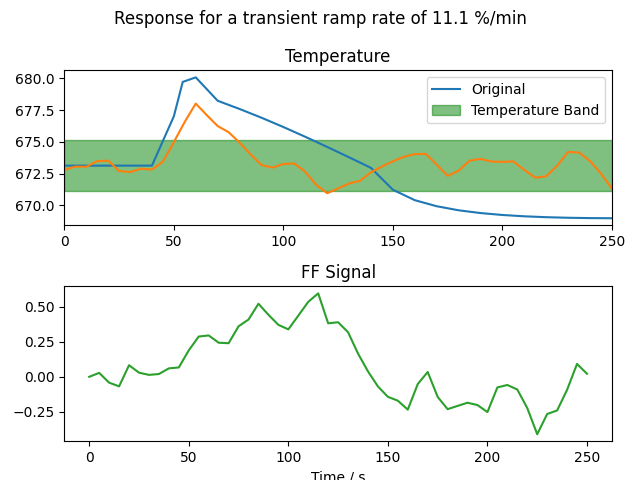 Response for a transient ramp rate of 11.1 %/min
Temperature
680.0
677.5
675.0
672.5
670.0
Original
Temperature Band
0 50 100 150 200 250
FF Signal
0.50
0.25
0.00
−0.25
0 50 100 150 200 250
Time / s